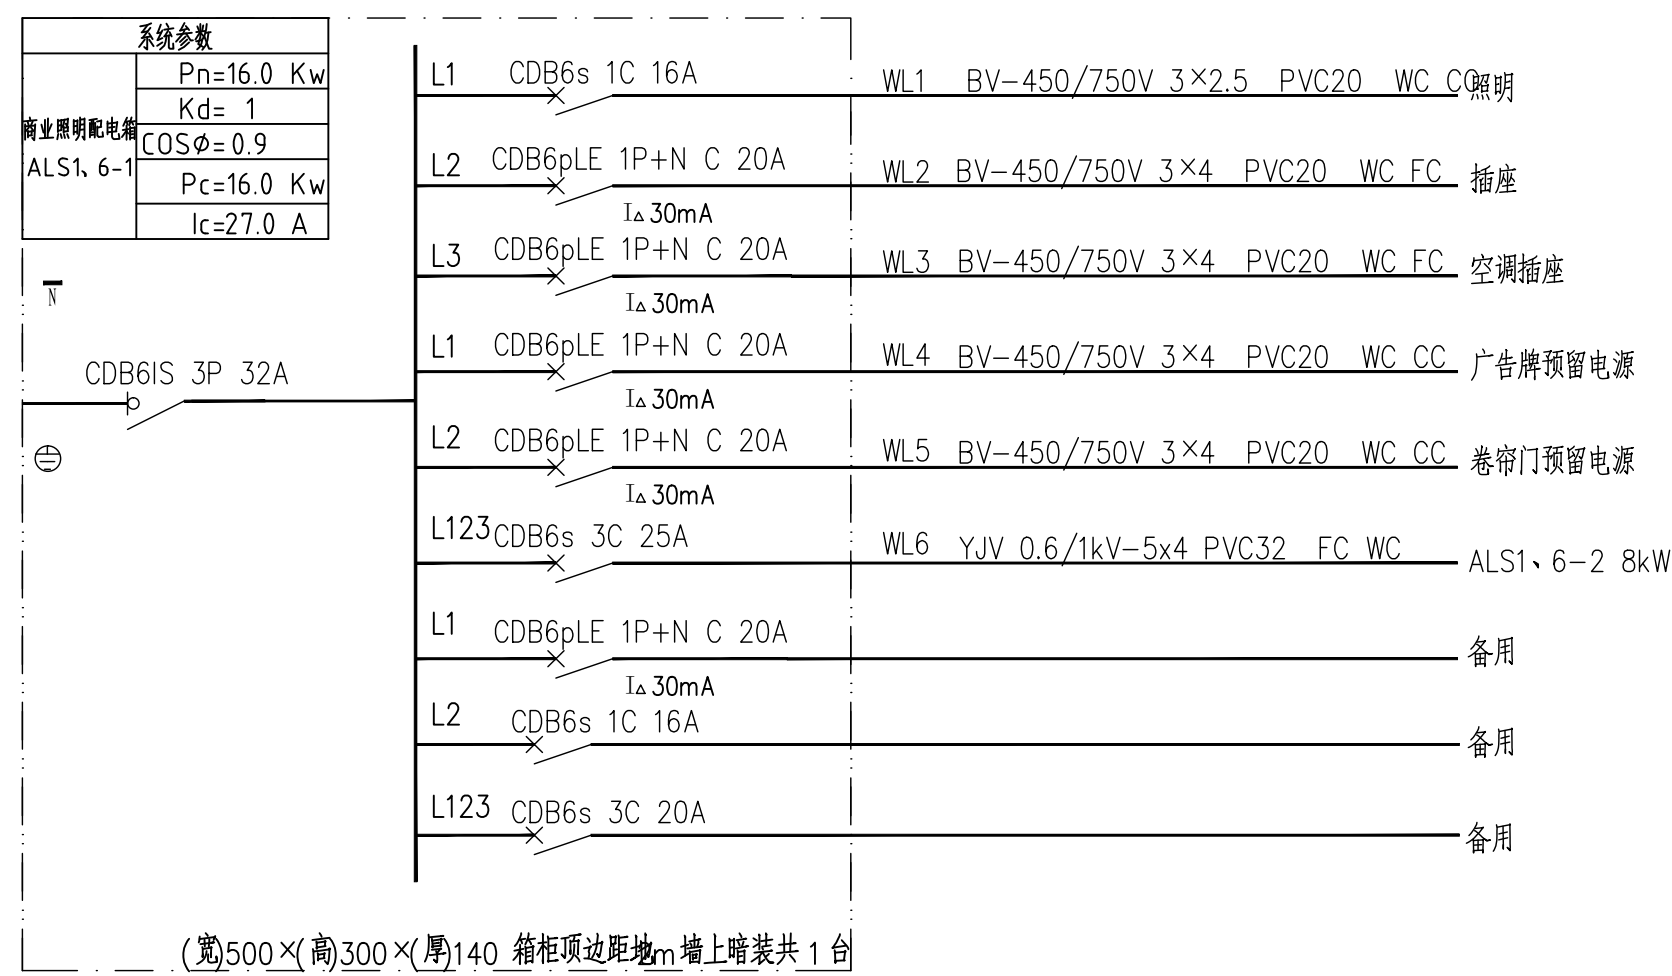 系统参数
商业照明配电箱
ALS1、6-1
Pn=16.0 Kw
Kd= 1
COSø=0.9
Pc=16.0 Kw
Ic=27.0 A
N
CDB6IS 3P 32A
L1 CDB6s 1C 16A WL1 BV-450/750V 3×2.5 PVC20 WC CC 照明
L2 CDB6pLE 1P+N C 20A WL2 BV-450/750V 3×4 PVC20 WC FC 插座
I△30mA
L3 CDB6pLE 1P+N C 20A WL3 BV-450/750V 3×4 PVC20 WC FC 空调插座
I△30mA
L1 CDB6pLE 1P+N C 20A WL4 BV-450/750V 3×4 PVC20 WC CC 广告牌预留电源
I△30mA
L2 CDB6pLE 1P+N C 20A WL5 BV-450/750V 3×4 PVC20 WC CC 卷帘门预留电源
I△30mA
L123 CDB6s 3C 25A WL6 YJV 0.6/1kV-5x4 PVC32 FC WC ALS1、6-2 8kW
L1 CDB6pLE 1P+N C 20A 备用
I△30mA
L2 CDB6s 1C 16A 备用
L123 CDB6s 3C 20A 备用
(宽)500×(高)300×(厚)140 箱柜顶边距地2m 墙上暗装共 1 台